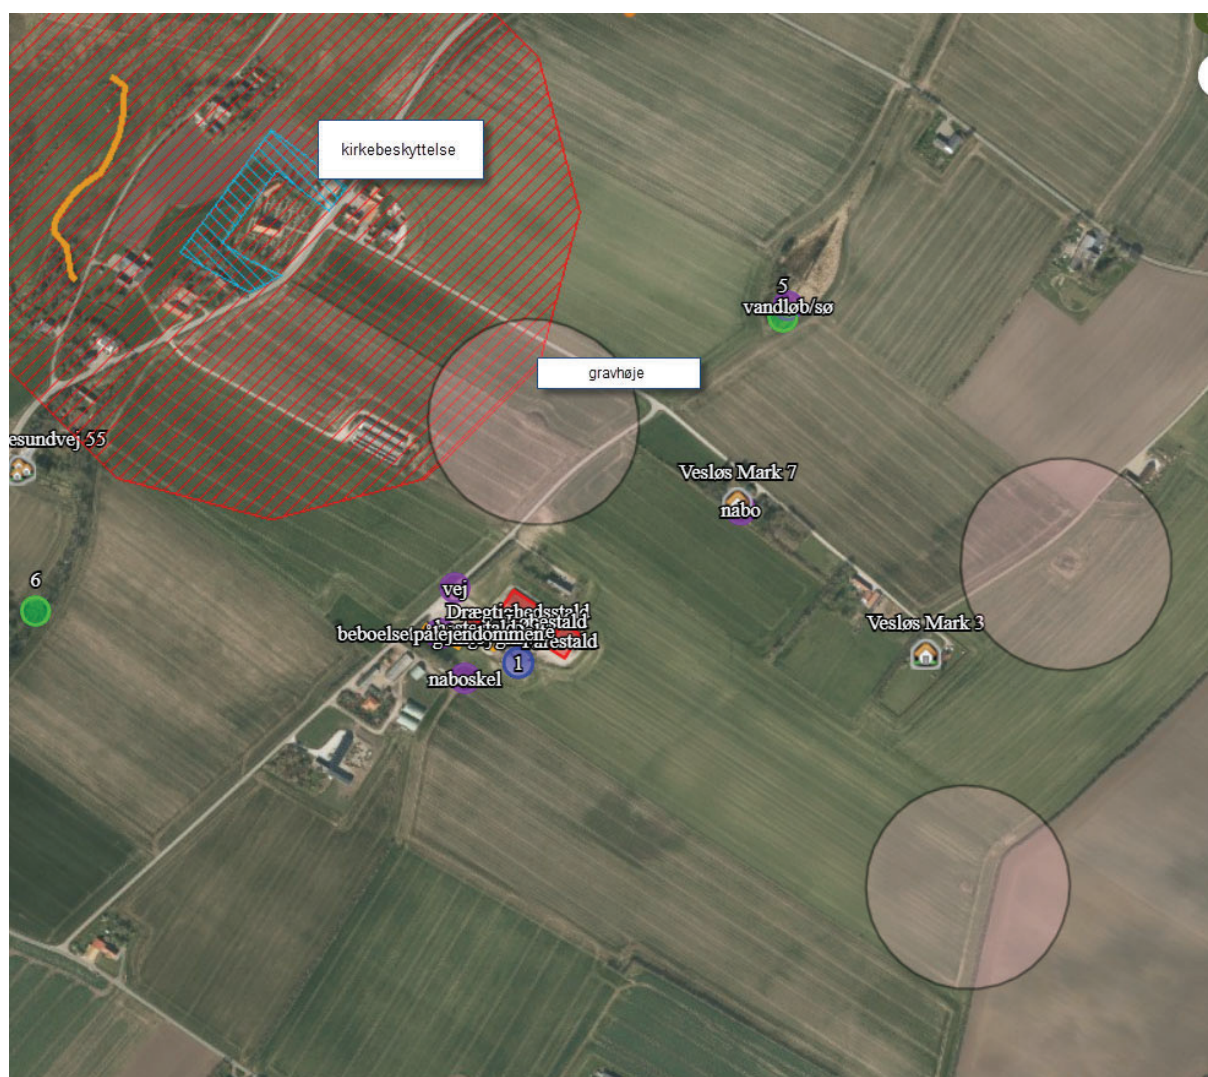 kirkebeskyttelse
5
vandløb/sø
gravhøje
esundvej 55
Vesløs Mark 7
nabo
6
vej
Drægtighedsstald
beboelse på ejendommen
Farestald
Vesløs Mark 3
1
naboskel